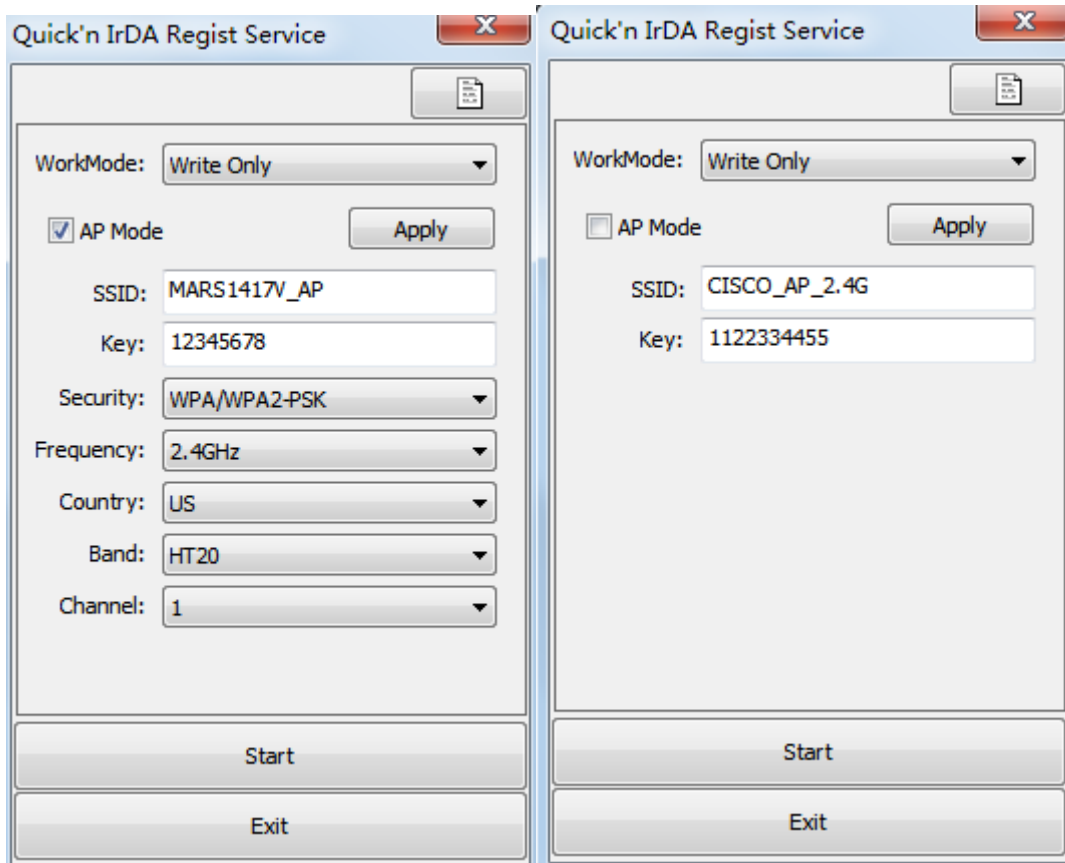 Quick'n IrDA Regist Service
WorkMode: Write Only
AP Mode Apply
SSID: MARS1417V_AP
Key: 12345678
Security: WPA/WPA2-PSK
Frequency: 2.4GHz
Country: US
Band: HT20
Channel: 1
Start
Exit
Quick'n IrDA Regist Service
WorkMode: Write Only
AP Mode Apply
SSID: CISCO_AP_2.4G
Key: 1122334455
Start
Exit